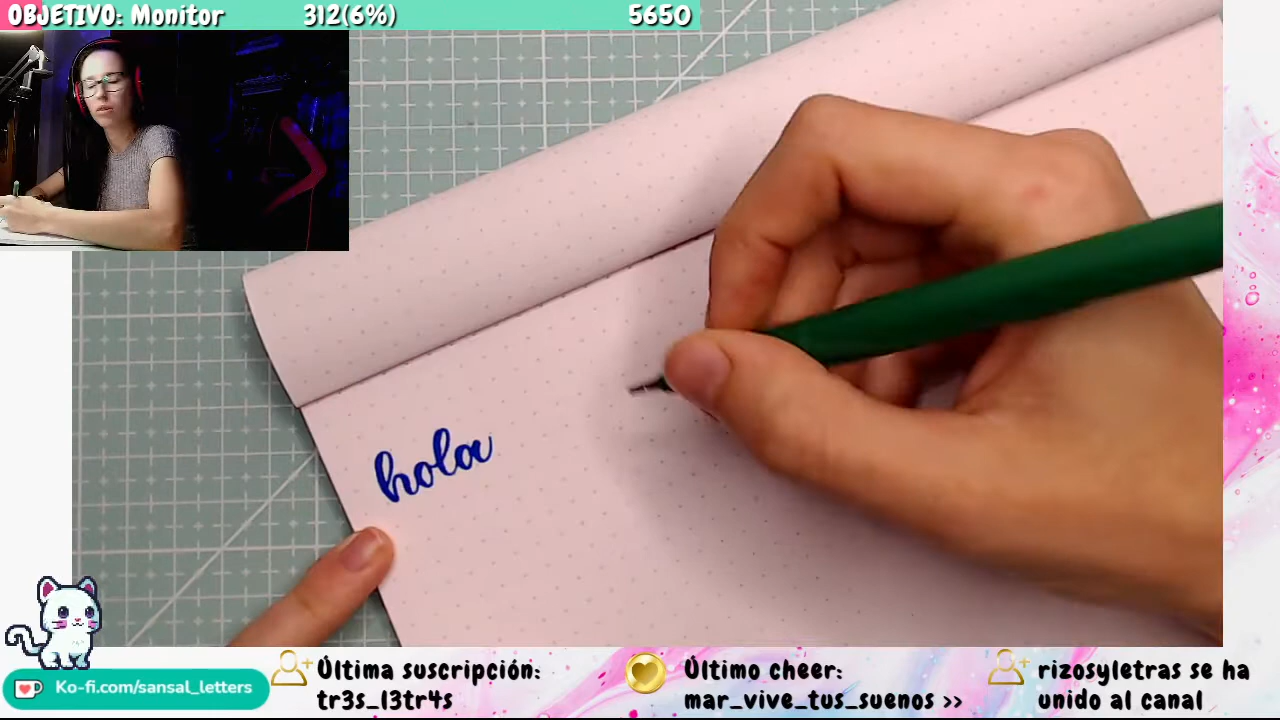 OBJETIVO: Monitor 312(6%) 5650
hola
Ko-fi.com/sansal_letters
Última suscripción:
tr3s_l3tr4s
Último cheer:
mar_vive_tus_suenos >>
rizosyletras se ha
unido al canal